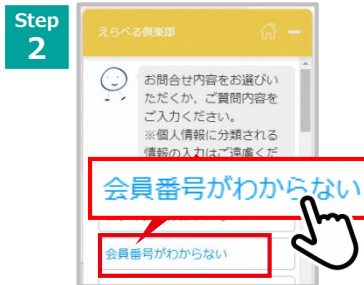 Step
2
えらべる倶楽部
お問合せ内容をお選びい
ただくか、ご質問内容を
ご入力ください。
※個人情報に分類される
情報の入力はご遠慮くだ
会員番号がわからない
会員番号がわからない